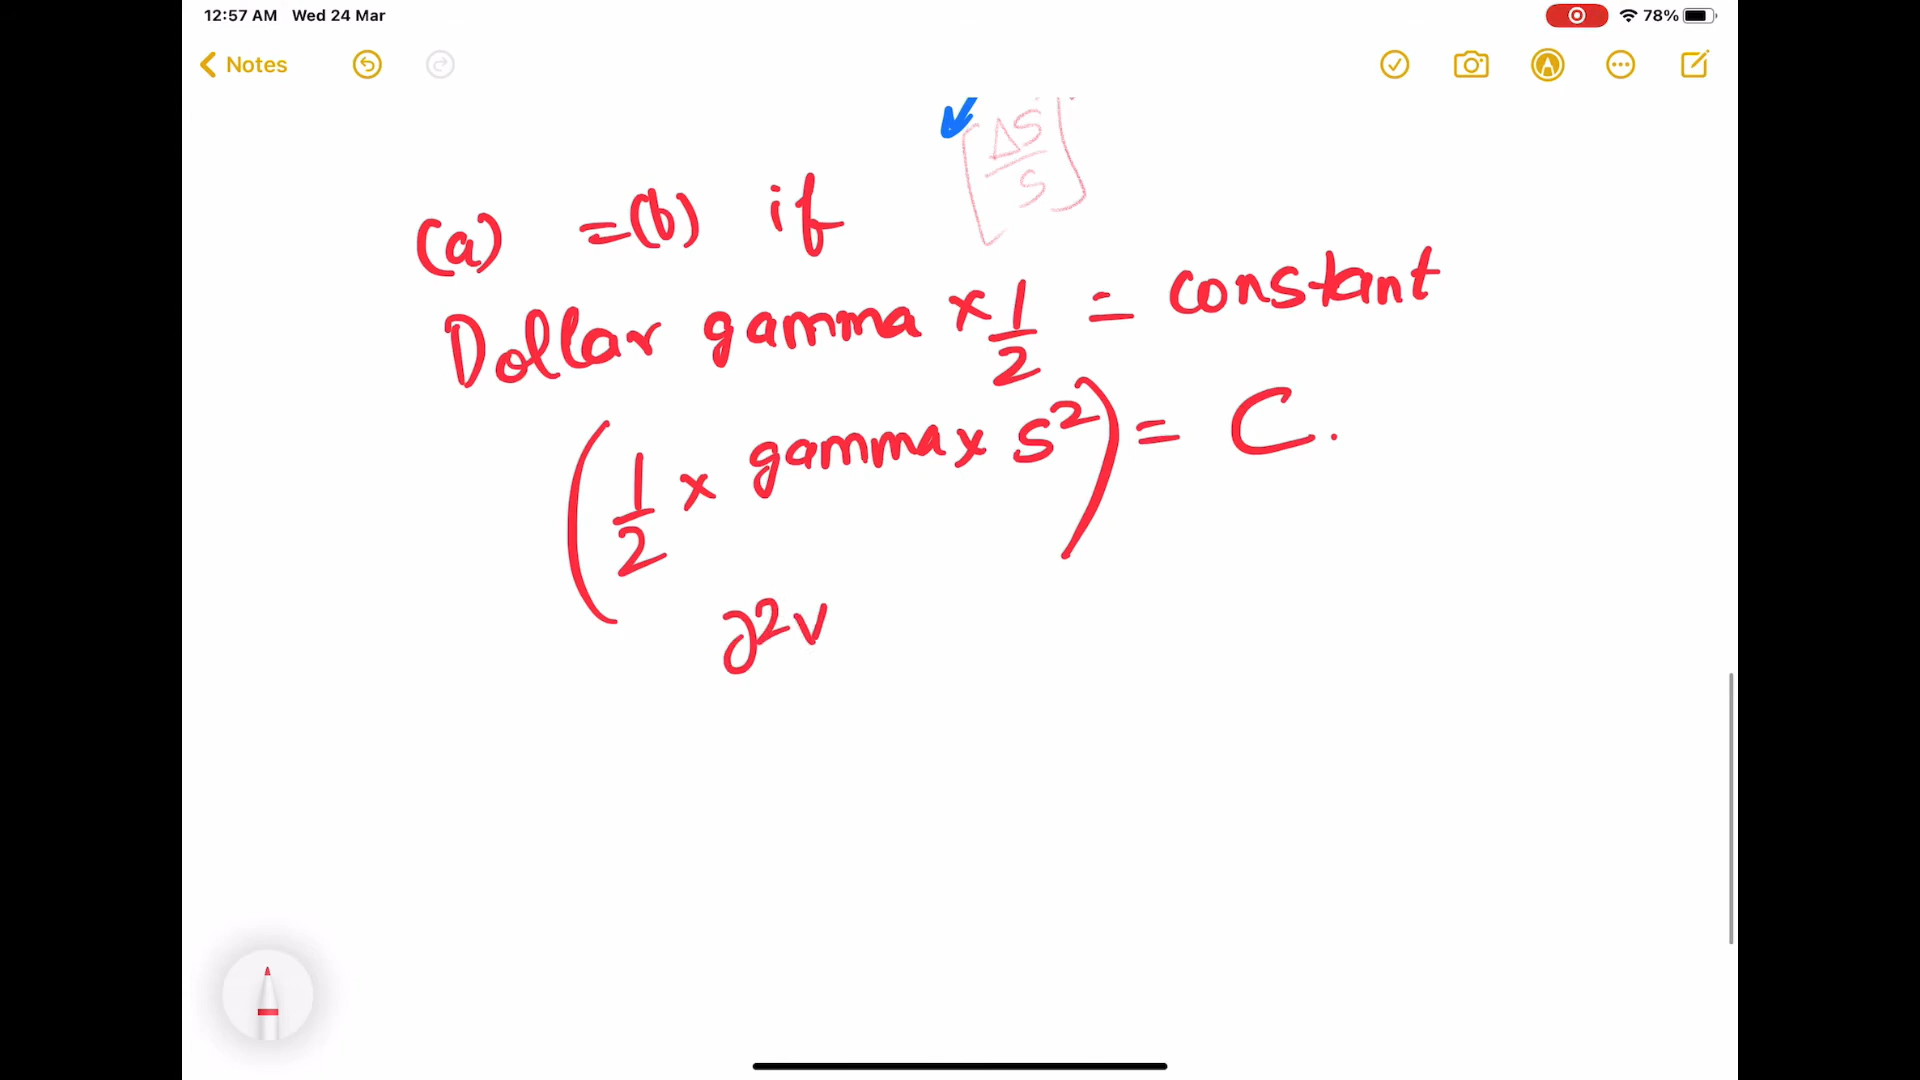 12:57 AM Wed 24 Mar 78%
Notes
[ΔS/S]
(a) =(b) if
Dollar gamma × 1/2 = constant
(1/2 × gamma x S²) = C.
∂²V